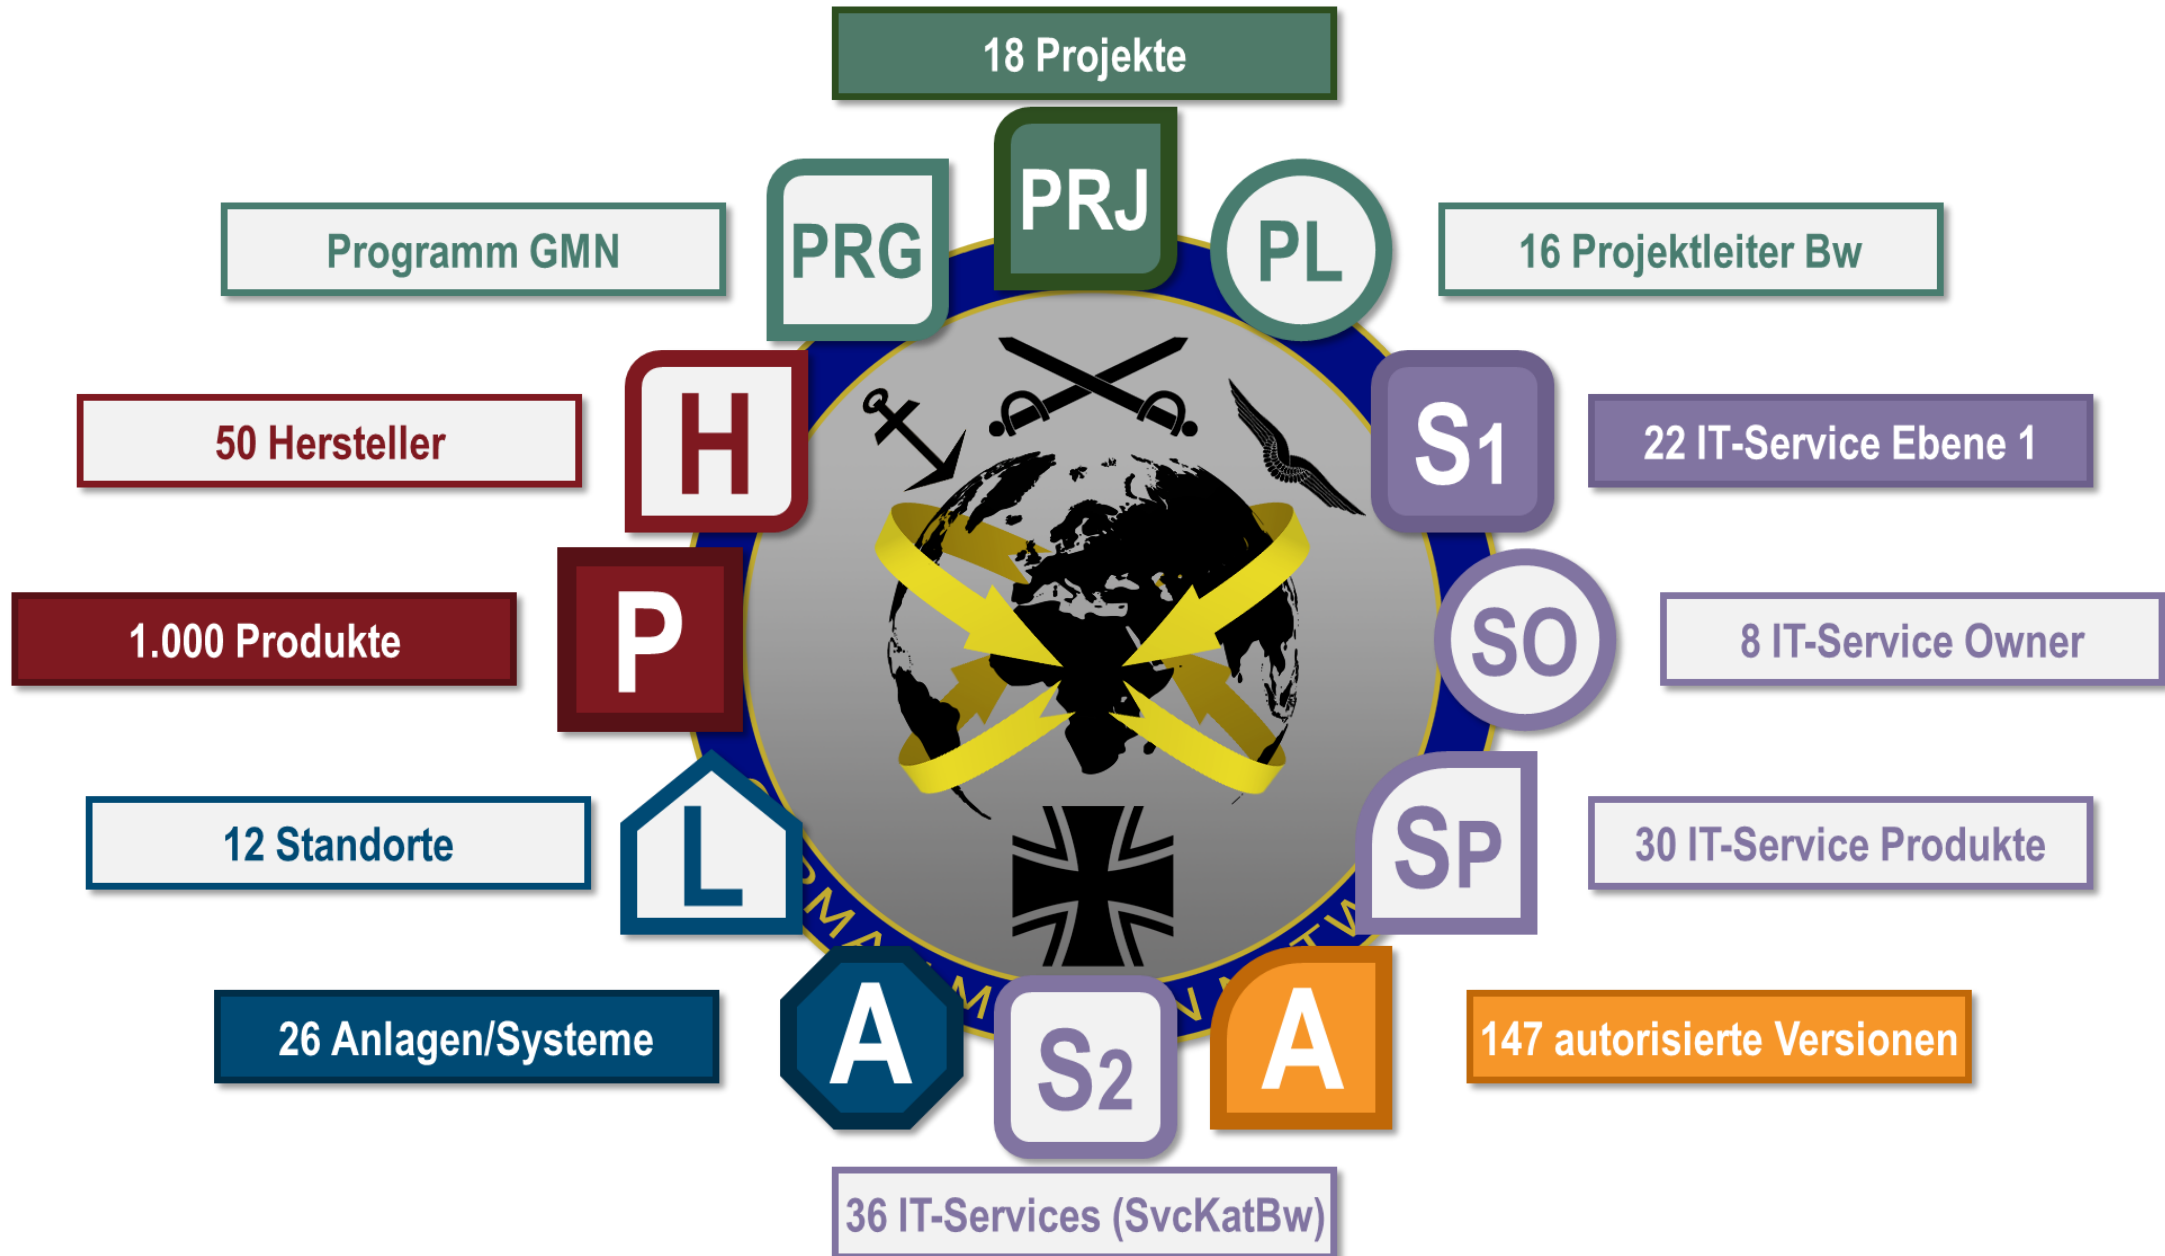 18 Projekte
PRJ
PRG
PL
Programm GMN
16 Projektleiter Bw
H
S1
50 Hersteller
22 IT-Service Ebene 1
P
SO
1.000 Produkte
8 IT-Service Owner
L
SP
12 Standorte
30 IT-Service Produkte
A
S2
A
26 Anlagen/Systeme
147 autorisierte Versionen
36 IT-Services (SvcKatBw)